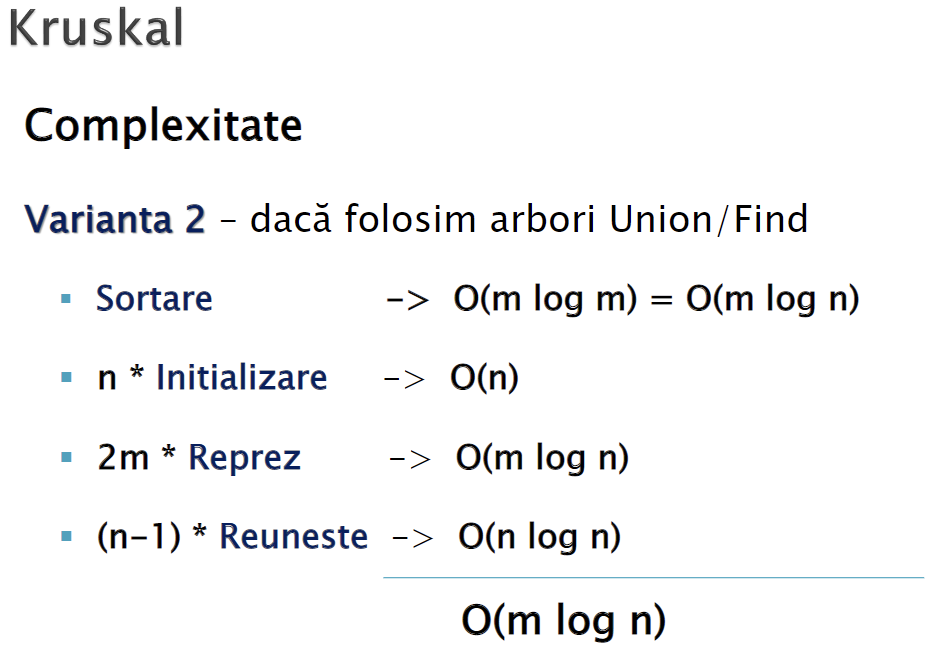 Kruskal
Complexitate
Varianta 2 – dacă folosim arbori Union/Find
▪ Sortare -> O(m log m) = O(m log n)
▪ n * Initializare -> O(n)
▪ 2m * Reprez -> O(m log n)
▪ (n-1) * Reuneste -> O(n log n)
O(m log n)